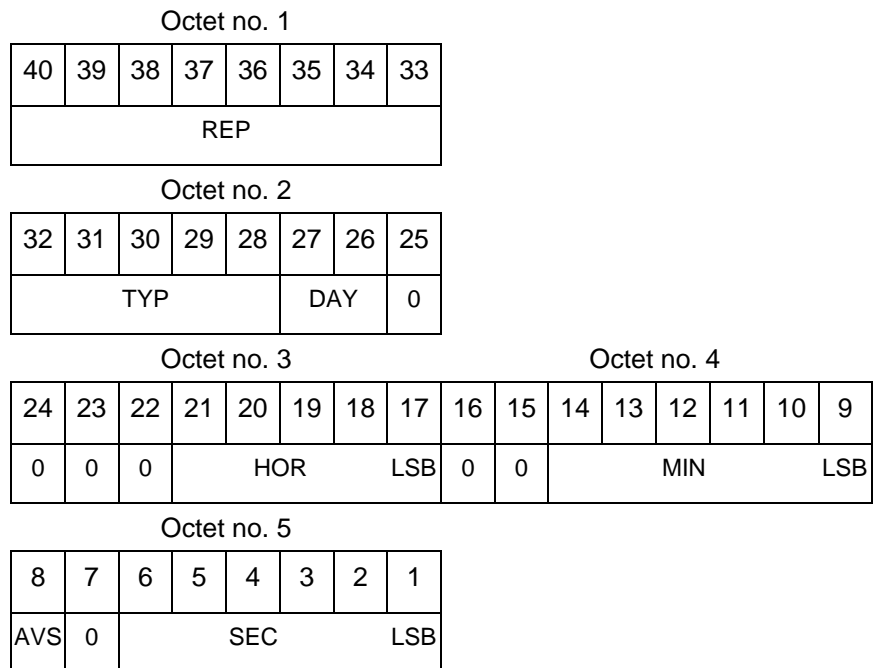 Octet no. 1
40 39 38 37 36 35 34 33
REP
Octet no. 2
32 31 30 29 28 27 26 25
TYP DAY 0
Octet no. 3 Octet no. 4
24 23 22 21 20 19 18 17 16 15 14 13 12 11 10 9
0 0 0 HOR LSB 0 0 MIN LSB
Octet no. 5
8 7 6 5 4 3 2 1
AVS 0 SEC LSB